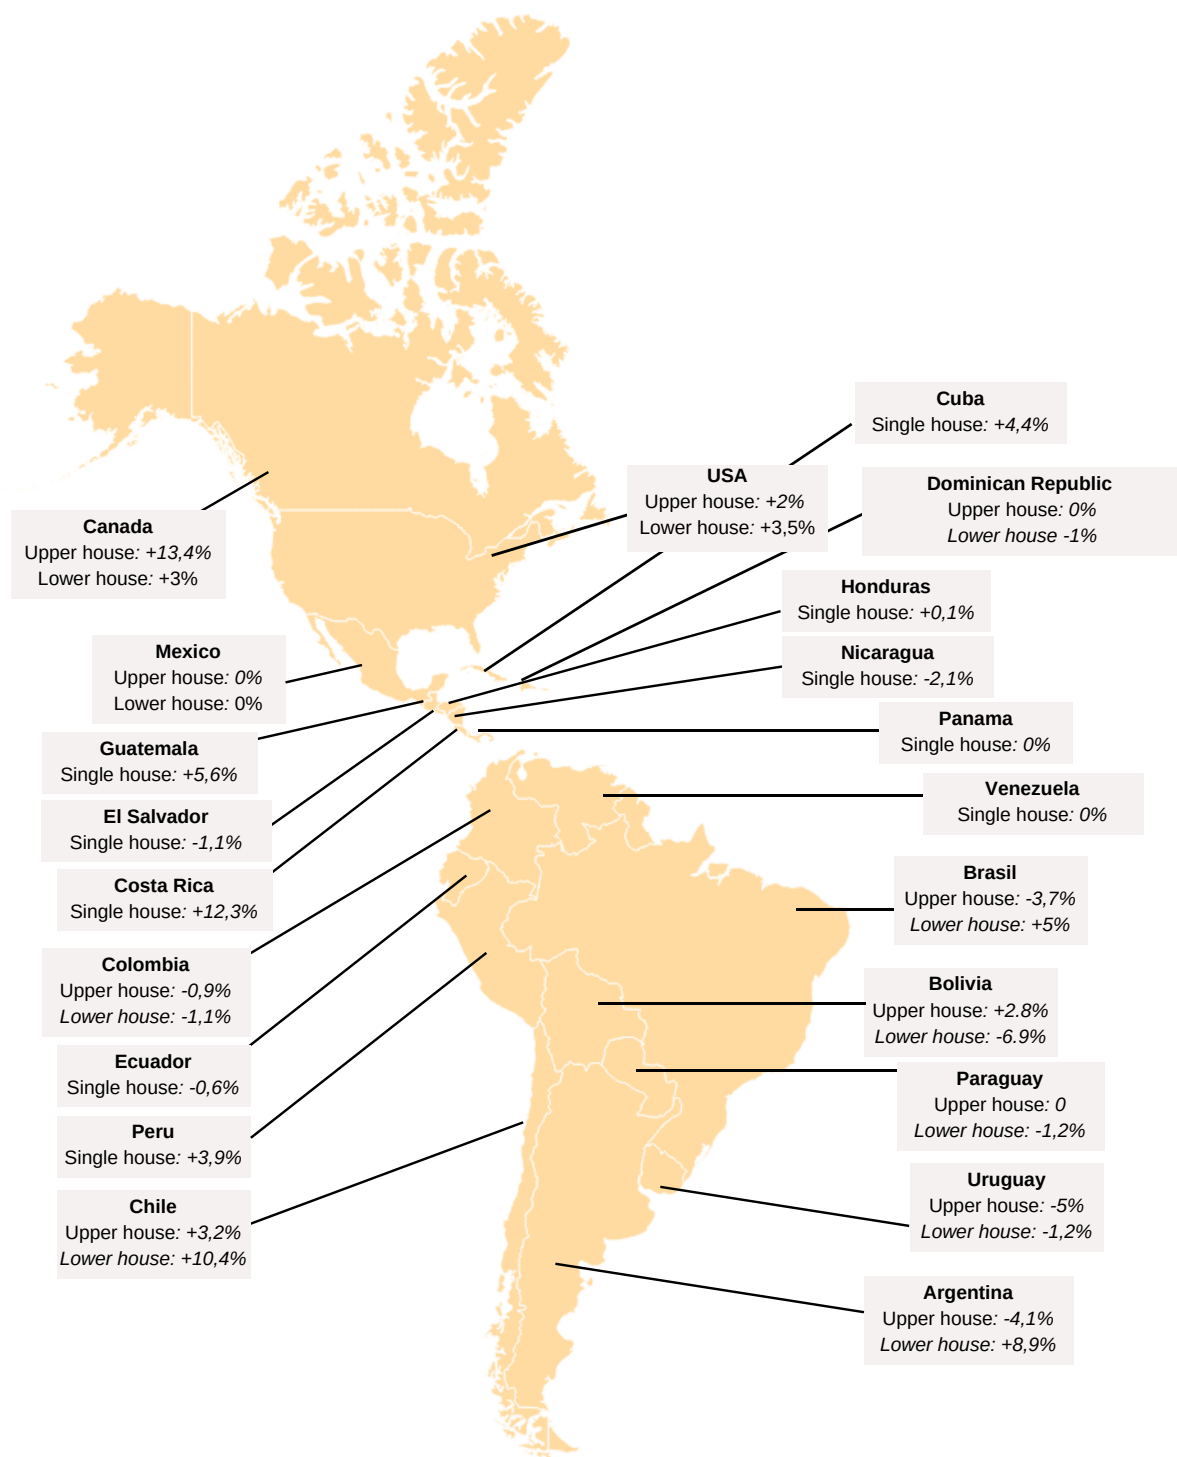 Cuba
Single house: +4,4%
USA
Upper house: +2%
Lower house: +3,5%
Dominican Republic
Upper house: 0%
Lower house -1%
Canada
Upper house: +13,4%
Lower house: +3%
Honduras
Single house: +0,1%
Mexico
Upper house: 0%
Lower house: 0%
Nicaragua
Single house: -2,1%
Panama
Single house: 0%
Guatemala
Single house: +5,6%
Venezuela
Single house: 0%
El Salvador
Single house: -1,1%
Costa Rica
Single house: +12,3%
Brasil
Upper house: -3,7%
Lower house: +5%
Colombia
Upper house: -0,9%
Lower house: -1,1%
Bolivia
Upper house: +2.8%
Lower house: -6.9%
Ecuador
Single house: -0,6%
Paraguay
Upper house: 0
Lower house: -1,2%
Peru
Single house: +3,9%
Uruguay
Upper house: -5%
Lower house: -1,2%
Chile
Upper house: +3,2%
Lower house: +10,4%
Argentina
Upper house: -4,1%
Lower house: +8,9%